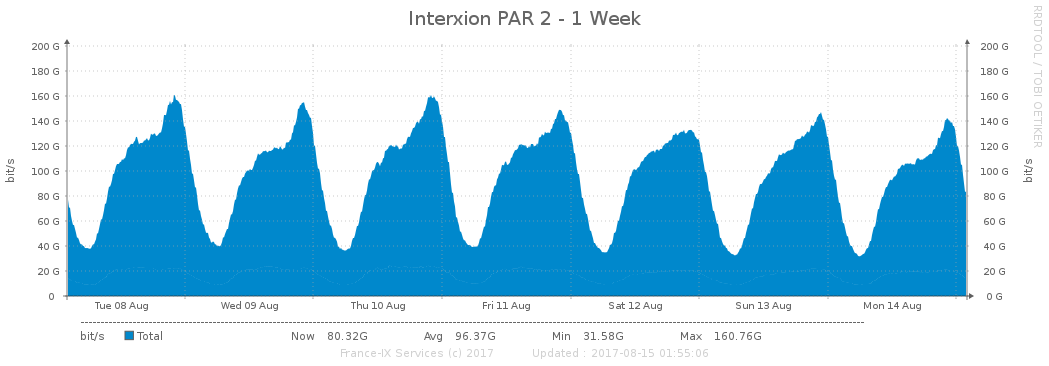 Interxion PAR 2 - 1 Week
RRDTOOL / TOBI OETIKER
200 G 200 G
180 G 180 G
160 G 160 G
140 G 140 G
120 G 120 G
100 G 100 G
80 G 80 G
60 G 60 G
40 G 40 G
20 G 20 G
0 0 G
bit/s bit/s
Tue 08 Aug Wed 09 Aug Thu 10 Aug Fri 11 Aug Sat 12 Aug Sun 13 Aug Mon 14 Aug
bit/s Total Now 80.32G Avg 96.37G Min 31.58G Max 160.76G
France-IX Services (c) 2017 Updated : 2017-08-15 01:55:06